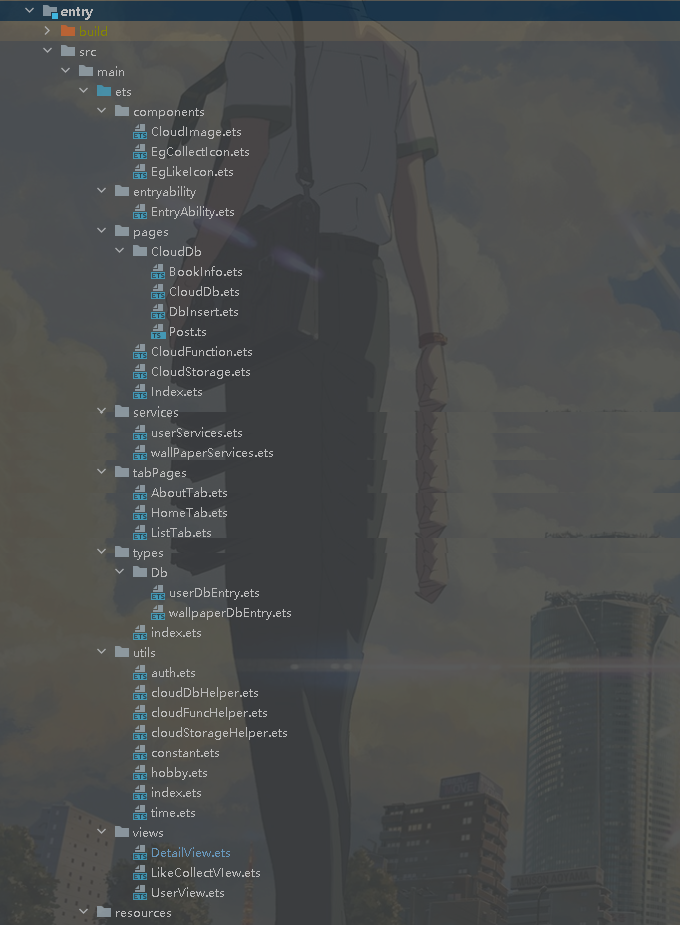 entry
build
src
main
ets
components
CloudImage.ets
EgCollectIcon.ets
EgLikeIcon.ets
entryability
EntryAbility.ets
pages
CloudDb
BookInfo.ets
CloudDb.ets
DbInsert.ets
Post.ts
CloudFunction.ets
CloudStorage.ets
Index.ets
services
userServices.ets
wallPaperServices.ets
tabPages
AboutTab.ets
HomeTab.ets
ListTab.ets
types
Db
userDbEntry.ets
wallpaperDbEntry.ets
index.ets
utils
auth.ets
cloudDbHelper.ets
cloudFuncHelper.ets
cloudStorageHelper.ets
constant.ets
hobby.ets
index.ets
time.ets
views
DetailView.ets
LikeCollectVIew.ets
UserView.ets
resources